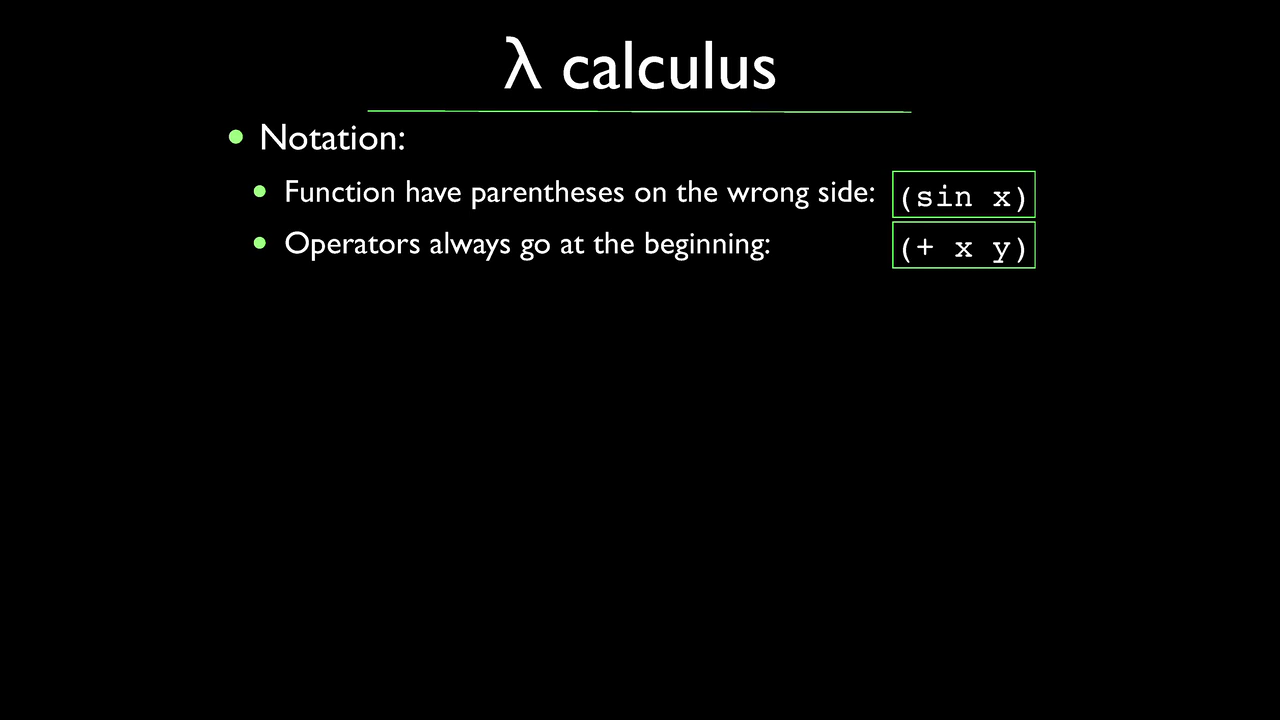 λ calculus
• Notation:
• Function have parentheses on the wrong side: (sin x)
• Operators always go at the beginning: (+ x y)